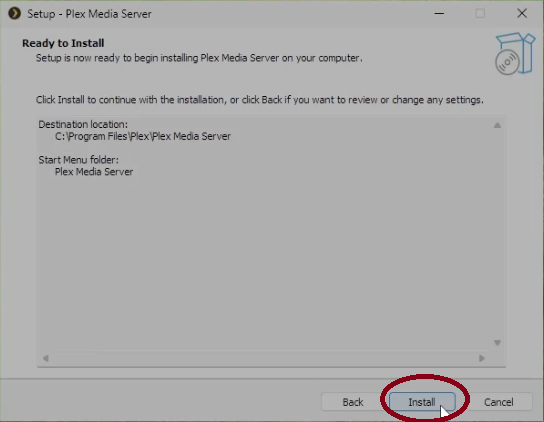 Setup - Plex Media Server
Ready to Install
Setup is now ready to begin installing Plex Media Server on your computer.
Click Install to continue with the installation, or click Back if you want to review or change any settings.
Destination location:
C:\Program Files\Plex\Plex Media Server
Start Menu folder:
Plex Media Server
Back Install Cancel